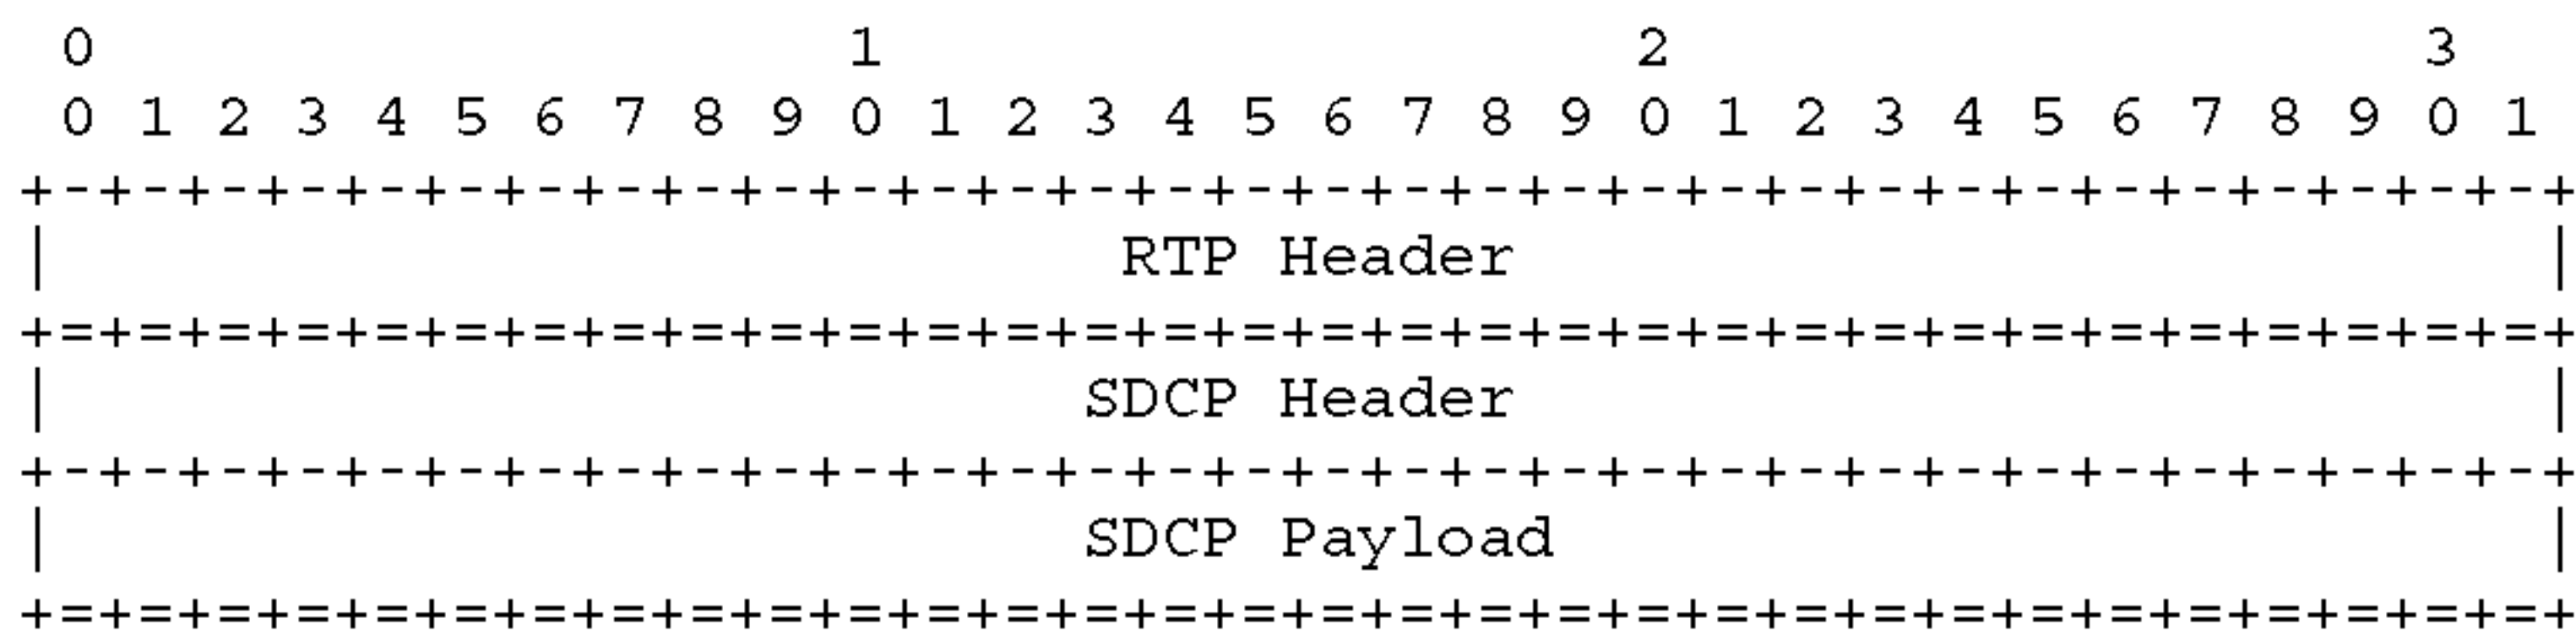 0                   1                   2                   3
 0 1 2 3 4 5 6 7 8 9 0 1 2 3 4 5 6 7 8 9 0 1 2 3 4 5 6 7 8 9 0 1
+-+-+-+-+-+-+-+-+-+-+-+-+-+-+-+-+-+-+-+-+-+-+-+-+-+-+-+-+-+-+-+-+
|                           RTP Header                          |
+=+=+=+=+=+=+=+=+=+=+=+=+=+=+=+=+=+=+=+=+=+=+=+=+=+=+=+=+=+=+=+=+
|                          SDCP Header                          |
+-+-+-+-+-+-+-+-+-+-+-+-+-+-+-+-+-+-+-+-+-+-+-+-+-+-+-+-+-+-+-+-+
|                          SDCP Payload                         |
+=+=+=+=+=+=+=+=+=+=+=+=+=+=+=+=+=+=+=+=+=+=+=+=+=+=+=+=+=+=+=+=+